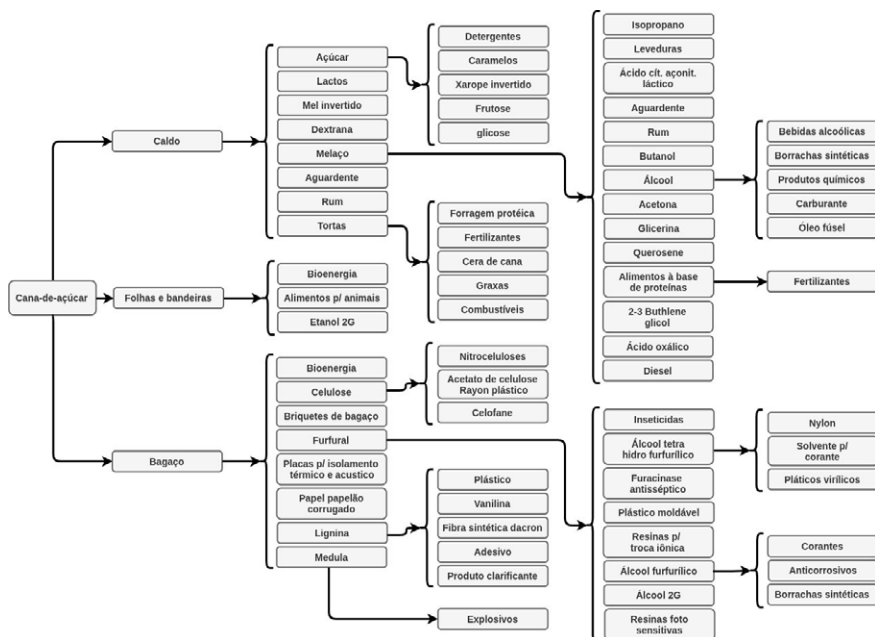 Cana-de-açúcar
Caldo
Folhas e bandeiras
Bagaço
Açúcar
Lactos
Mel invertido
Dextrana
Melaço
Aguardente
Rum
Tortas
Bioenergia
Alimentos p/ animais
Etanol 2G
Bioenergia
Celulose
Briquetes de bagaço
Furfural
Placas p/ isolamento
térmico e acustico
Papel papelão
corrugado
Lignina
Medula
Detergentes
Caramelos
Xarope invertido
Frutose
glicose
Forragem protéica
Fertilizantes
Cera de cana
Graxas
Combustíveis
Nitroceluloses
Acetato de celulose
Rayon plástico
Celofane
Plástico
Vanilina
Fibra sintética dacron
Adesivo
Produto clarificante
Explosivos
Isopropano
Leveduras
Ácido cít. açonit.
láctico
Aguardente
Rum
Butanol
Álcool
Acetona
Glicerina
Querosene
Alimentos à base
de proteínas
2-3 Buthlene
glicol
Ácido oxálico
Diesel
Inseticidas
Álcool tetra
hidro furfurílico
Furacinase
antisséptico
Plástico moldável
Resinas p/
troca iônica
Álcool furfurílico
Álcool 2G
Resinas foto
sensitivas
Bebidas alcoólicas
Borrachas sintéticas
Produtos químicos
Carburante
Óleo fúsel
Fertilizantes
Nylon
Solvente p/
corante
Pláticos virílicos
Corantes
Anticorrosivos
Borrachas sintéticas